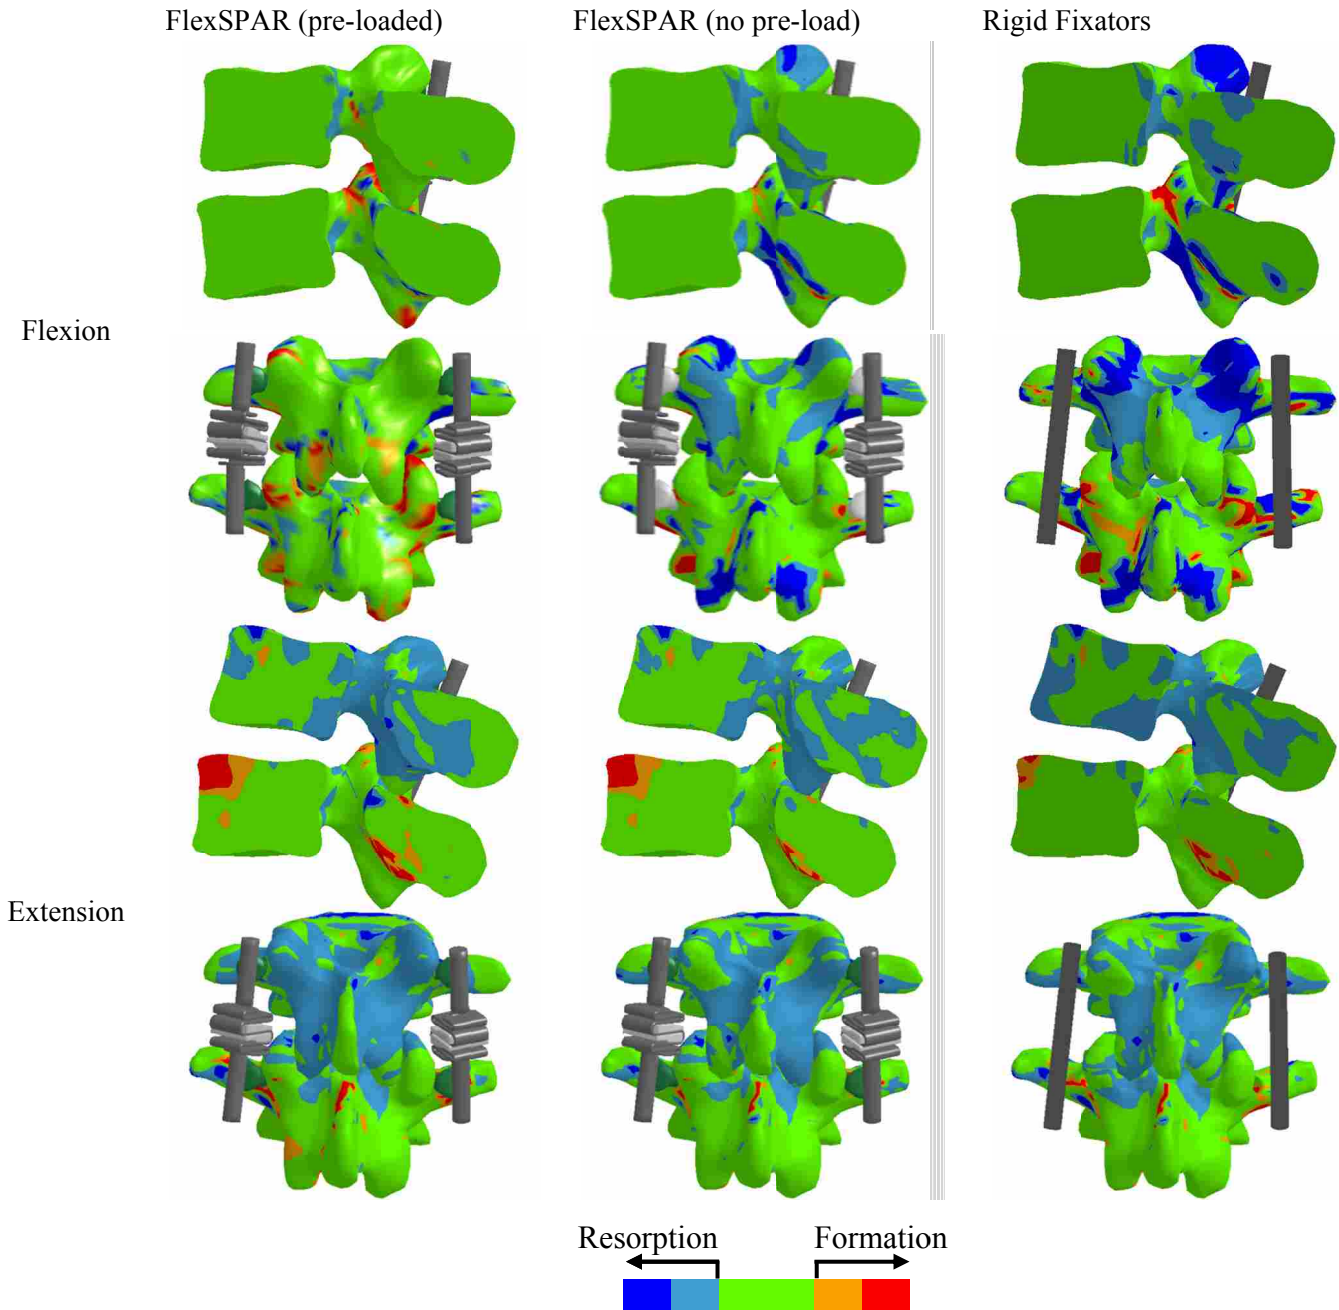 FlexSPAR (pre-loaded)
FlexSPAR (no pre-load)
Rigid Fixators
Flexion
Extension
Resorption
Formation